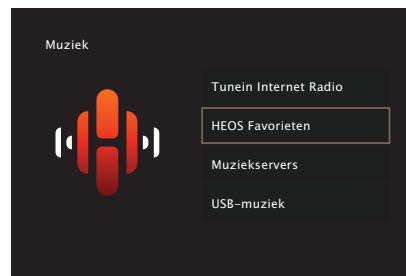 Muziek
Tunein Internet Radio
HEOS Favorieten
Muziekservers
USB-muziek